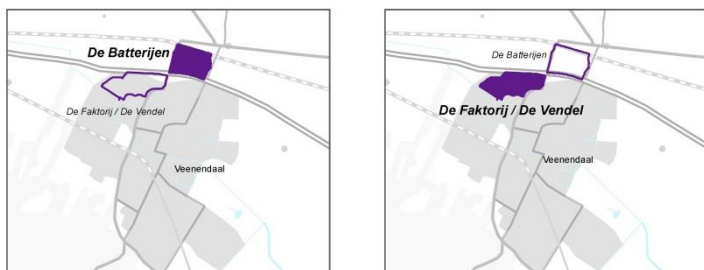 De Batterijen
De Faktorij / De Vendel
Veenendaal
De Batterijen
De Faktorij / De Vendel
Veenendaal